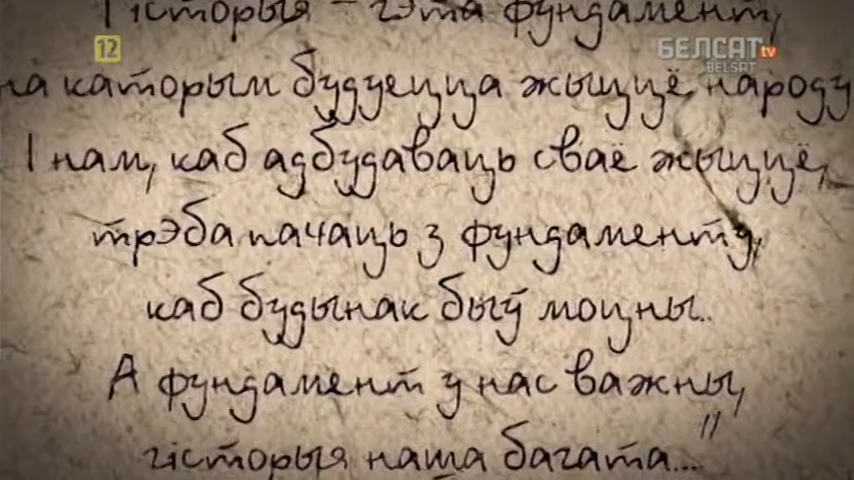 Гісторыя – гэта фундамент,
12
БЕЛСАТ tv
BELSAT
на каторым будуецца жыццё народу
І нам, каб адбудаваць сваё жыццё,
трэба пачаць з фундаменту,
каб будынак быў моцны..
А фундамент у нас важны,
гісторыя наша багата...."